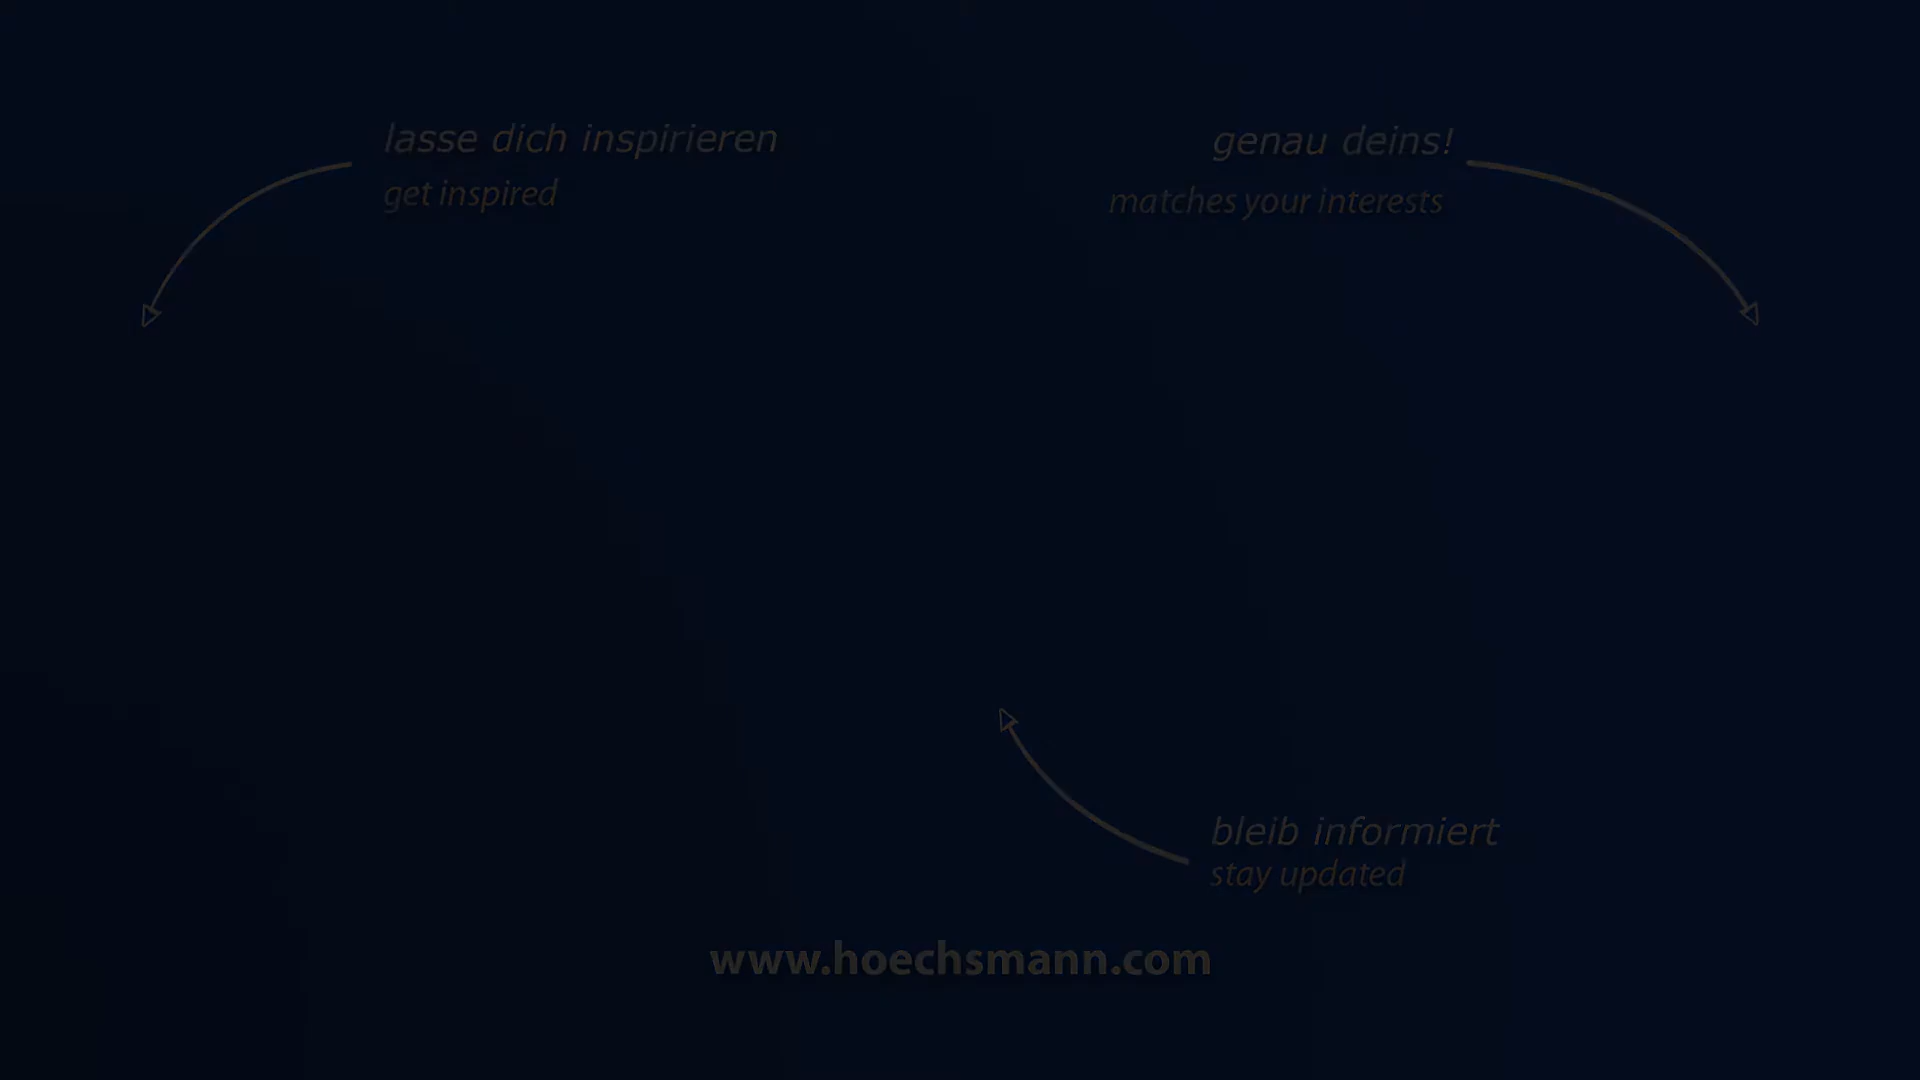 lasse dich inspirieren
get inspired
genau deins!
matches your interests
bleib informiert
stay updated
www.hoechsmann.com